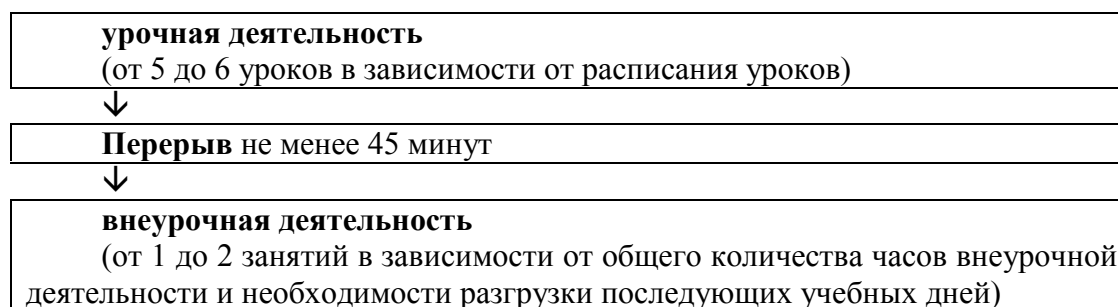 урочная деятельность
(от 5 до 6 уроков в зависимости от расписания уроков)
↓
Перерыв не менее 45 минут
↓
внеурочная деятельность
(от 1 до 2 занятий в зависимости от общего количества часов внеурочной
деятельности и необходимости разгрузки последующих учебных дней)